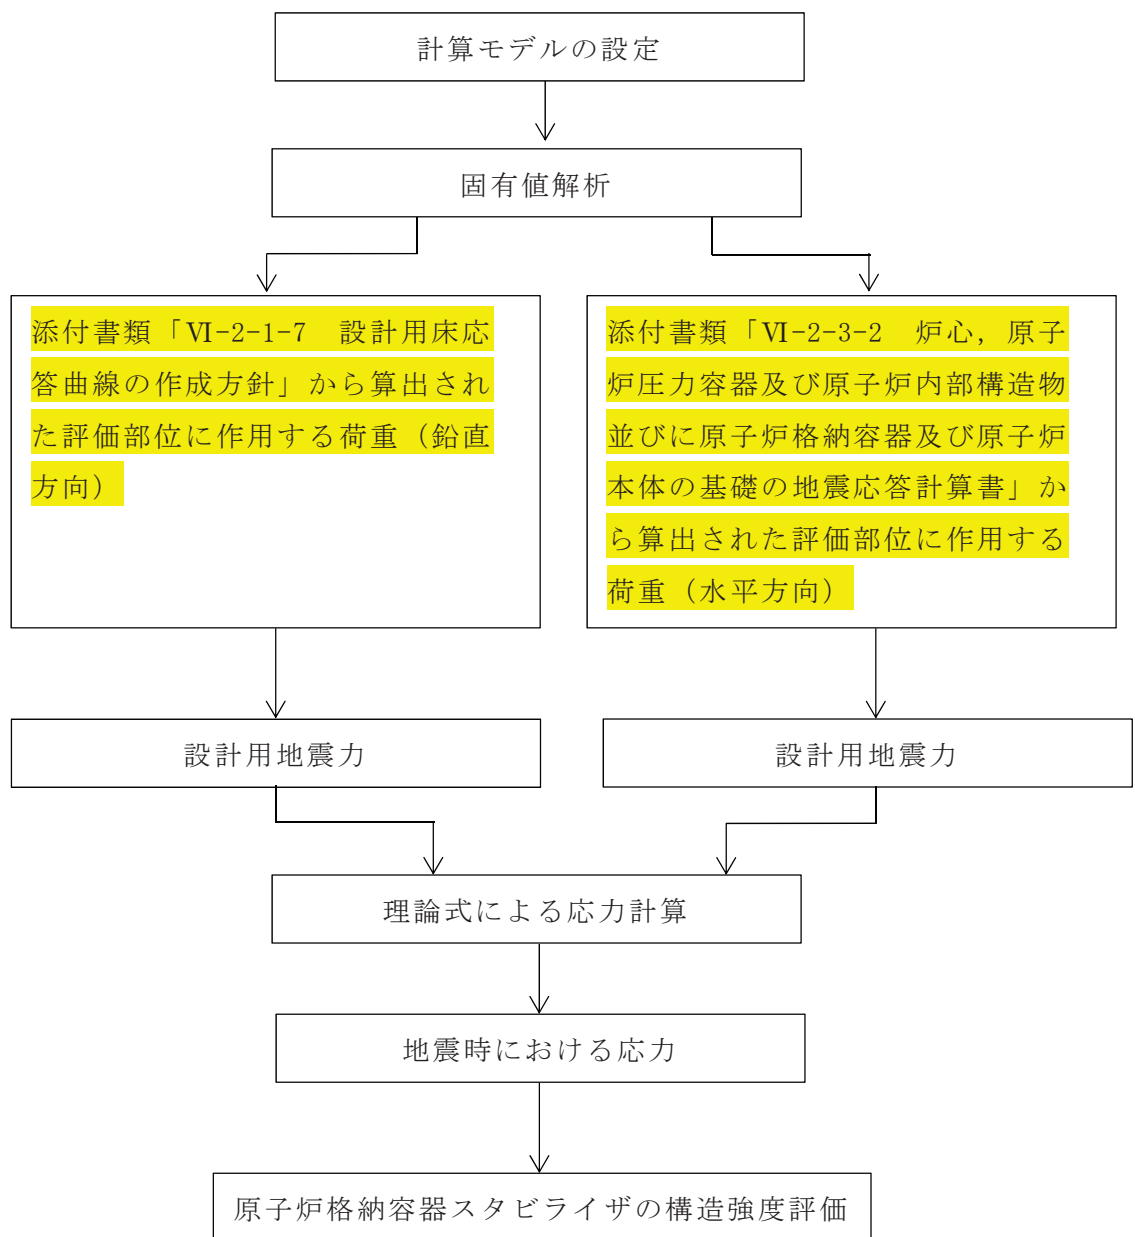 計算モデルの設定
固有値解析
添付書類「Ⅵ-2-1-7　設計用床応
答曲線の作成方針」から算出され
た評価部位に作用する荷重（鉛直
方向）
添付書類「Ⅵ-2-3-2　炉心，原子
炉圧力容器及び原子炉内部構造物
並びに原子炉格納容器及び原子炉
本体の基礎の地震応答計算書」か
ら算出された評価部位に作用する
荷重（水平方向）
設計用地震力
設計用地震力
理論式による応力計算
地震時における応力
原子炉格納容器スタビライザの構造強度評価